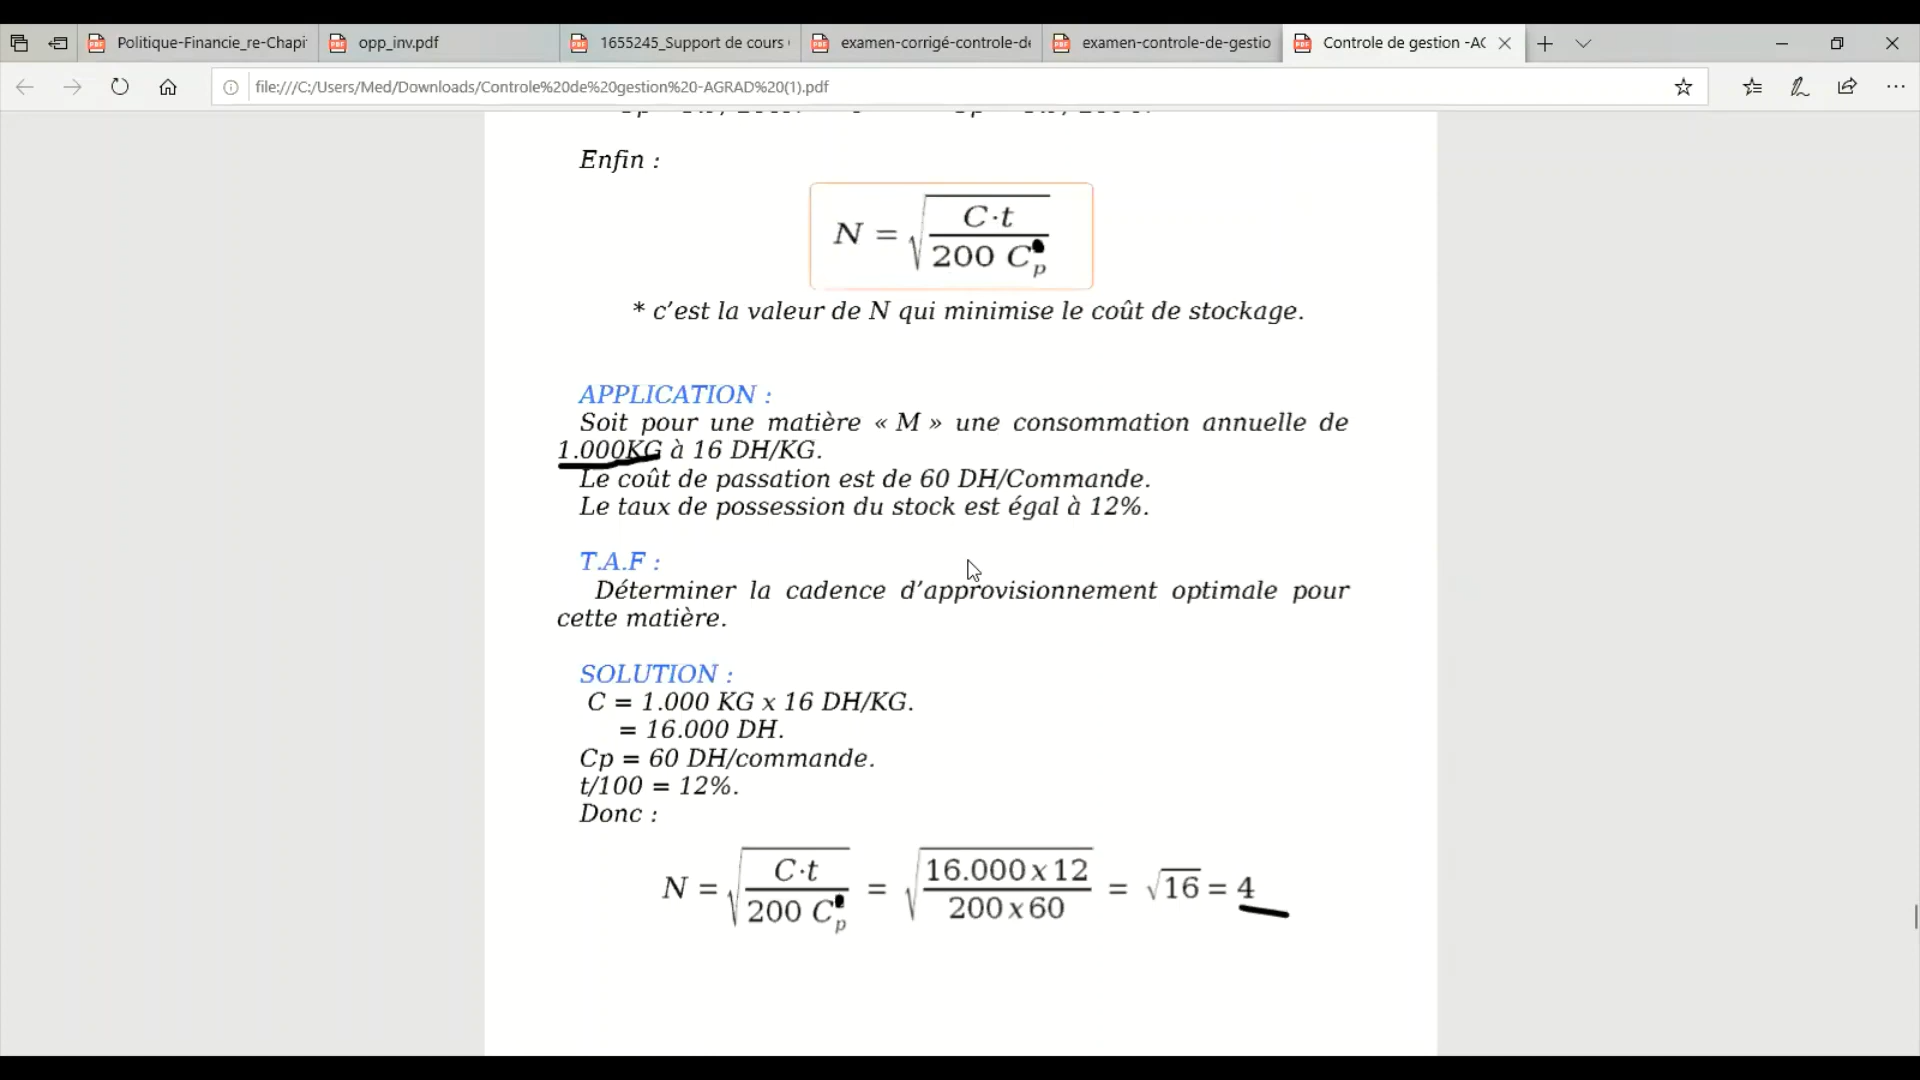 Politique-Financie_re-Chapi
opp_inv.pdf
1655245_Support de cours
examen-corrigé-controle-de
examen-controle-de-gestio
Controle de gestion -AG
file:///C:/Users/Med/Downloads/Controle%20de%20gestion%20-AGRAD%20(1).pdf
Enfin :
N = √(C·t / 200 Cp)
* c’est la valeur de N qui minimise le coût de stockage.
APPLICATION :
Soit pour une matière « M » une consommation annuelle de
1.000KG à 16 DH/KG.
Le coût de passation est de 60 DH/Commande.
Le taux de possession du stock est égal à 12%.
T.A.F :
Déterminer la cadence d’approvisionnement optimale pour
cette matière.
SOLUTION :
C = 1.000 KG x 16 DH/KG.
= 16.000 DH.
Cp = 60 DH/commande.
t/100 = 12%.
Donc :
N = √(C·t / 200 Cp) = √(16.000 x 12 / 200 x 60) = √16 = 4